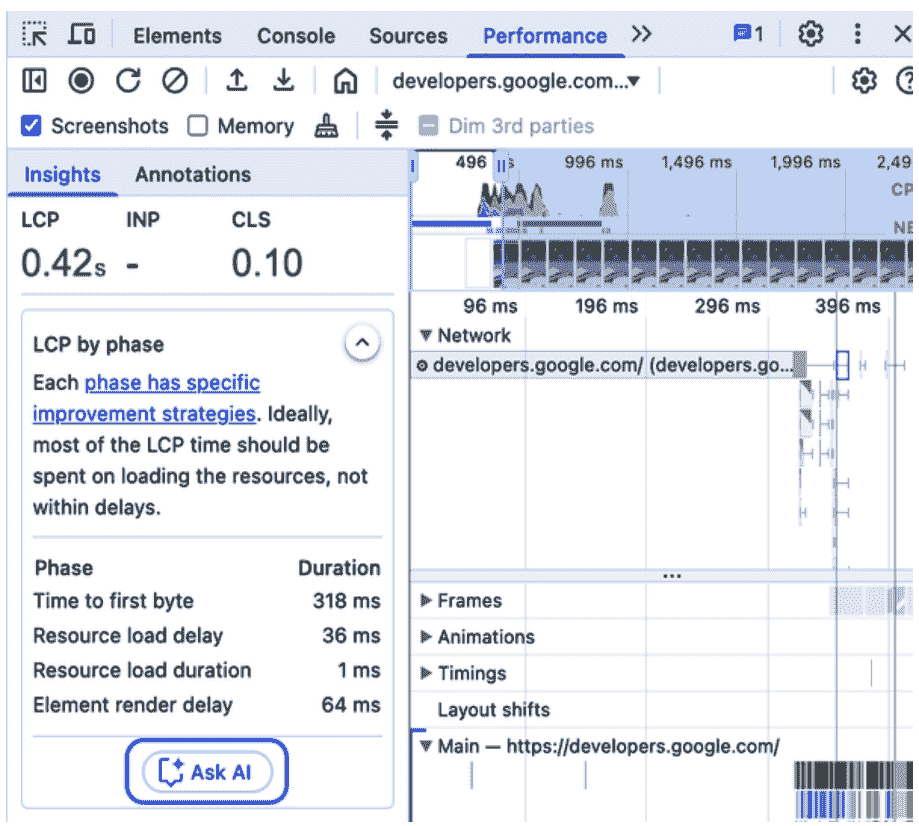 Elements Console Sources Performance 1
developers.google.com...
Screenshots Memory Dim 3rd parties
Insights Annotations
LCP INP CLS
0.42s - 0.10
LCP by phase
Each phase has specific
improvement strategies. Ideally,
most of the LCP time should be
spent on loading the resources, not
within delays.
Phase Duration
Time to first byte 318 ms
Resource load delay 36 ms
Resource load duration 1 ms
Element render delay 64 ms
Ask AI
496 996 ms 1,496 ms 1,996 ms 2,49
CP
NE
96 ms 196 ms 296 ms 396 ms
Network
developers.google.com/ (developers.go...
Frames
Animations
Timings
Layout shifts
Main — https://developers.google.com/